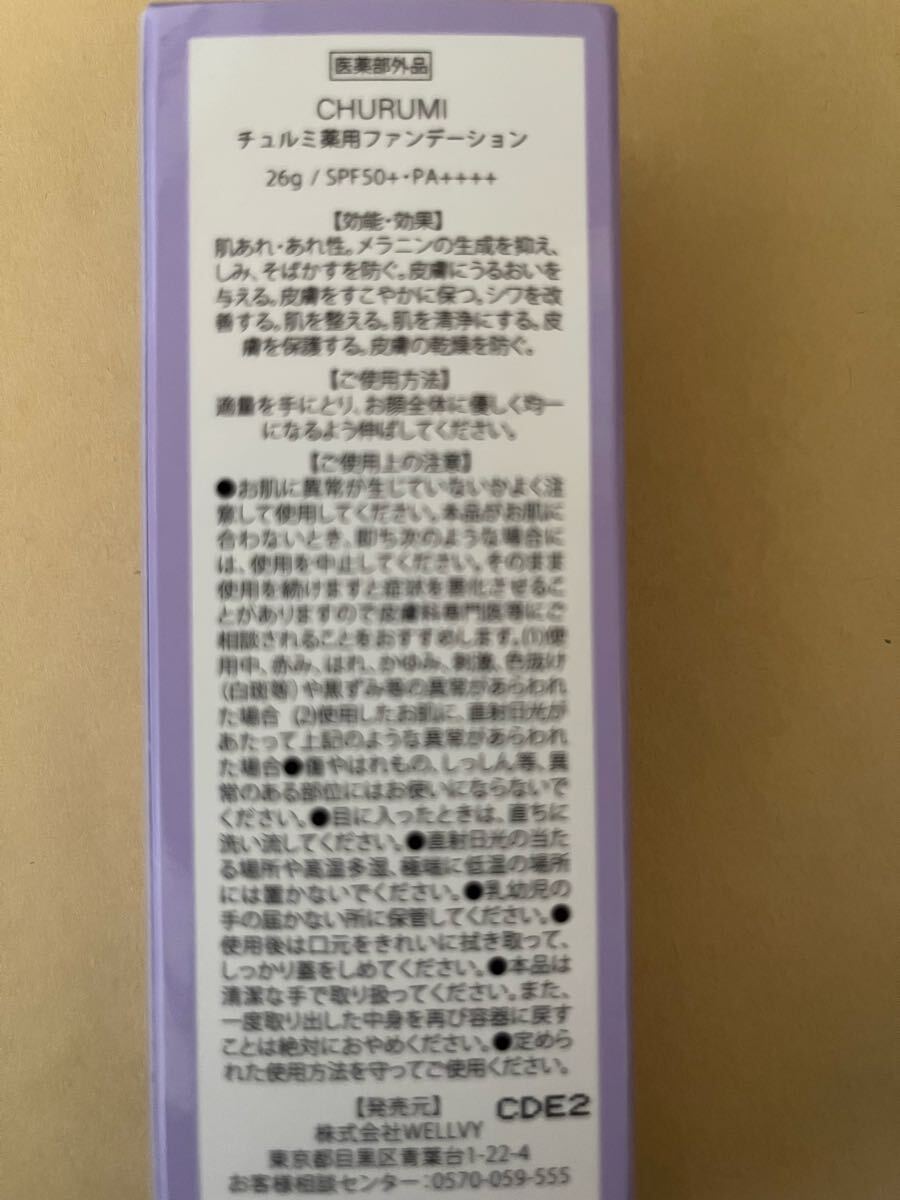 医薬部外品
CHURUMI
チュルミ薬用ファンデーション
26g / SPF50+・PA++++
【効能・効果】
肌あれ・あれ性。メラニンの生成を抑え、
しみ、そばかすを防ぐ。皮膚にうるおいを
与える。皮膚をすこやかに保つ。シワを改
善する。肌を整える。肌を清浄にする。皮
膚を保護する。皮膚の乾燥を防ぐ。
【ご使用方法】
適量を手にとり、お顔全体に優しく均一
になるよう伸ばしてください。
【ご使用上の注意】
●お肌に異常が生じていないかよく注
意して使用してください。本品がお肌に
合わないとき、即ち次のような場合に
は、使用を中止してください。そのまま
使用を続けますと症状を悪化させるこ
とがありますので皮膚科専門医等にご
相談されることをおすすめします。(1)使
用中、赤み、はれ、かゆみ、刺激、色抜け
(白斑等)や黒ずみ等の異常があらわれ
た場合 (2)使用したお肌に、直射日光が
あたって上記のような異常があらわれ
た場合●傷やはれもの、しっしん等、異
常のある部位にはお使いにならないで
ください。●目に入ったときは、直ちに
洗い流してください。●直射日光の当た
る場所や高温多湿、極端に低温の場所
には置かないでください。●乳幼児の
手の届かない所に保管してください。●
使用後は口元をきれいに拭き取って、
しっかり蓋をしめてください。●本品は
清潔な手で取り扱ってください。また、
一度取り出した中身を再び容器に戻す
ことは絶対におやめください。●定めら
れた使用方法を守ってご使用ください。
【発売元】 CDE2
株式会社WELLVY
東京都目黒区青葉台1-22-4
お客様相談センター:0570-059-555